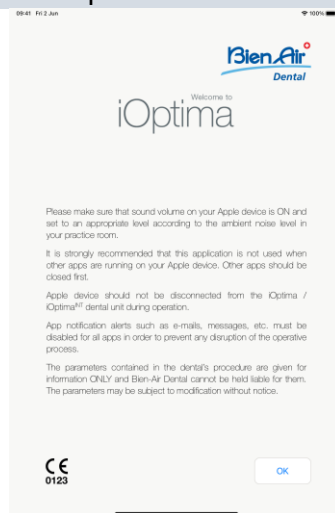 09:41 Fri 2 Jun
100%
Bien Air
Dental
Welcome to
iOptima
Please make sure that sound volume on your Apple device is ON and
set to an appropriate level according to the ambient noise level in
your practice room.
It is strongly recommended that this application is not used when
other apps are running on your Apple device. Other apps should be
closed first.
Apple device should not be disconnected from the iOptima /
iOptimaINT dental unit during operation.
App notification alerts such as e-mails, messages, etc. must be
disabled for all apps in order to prevent any disruption of the operative
process.
The parameters contained in the dental's procedure are given for
information ONLY and Bien-Air Dental cannot be held liable for them.
The parameters may be subject to modification without notice.
CE
0123
OK